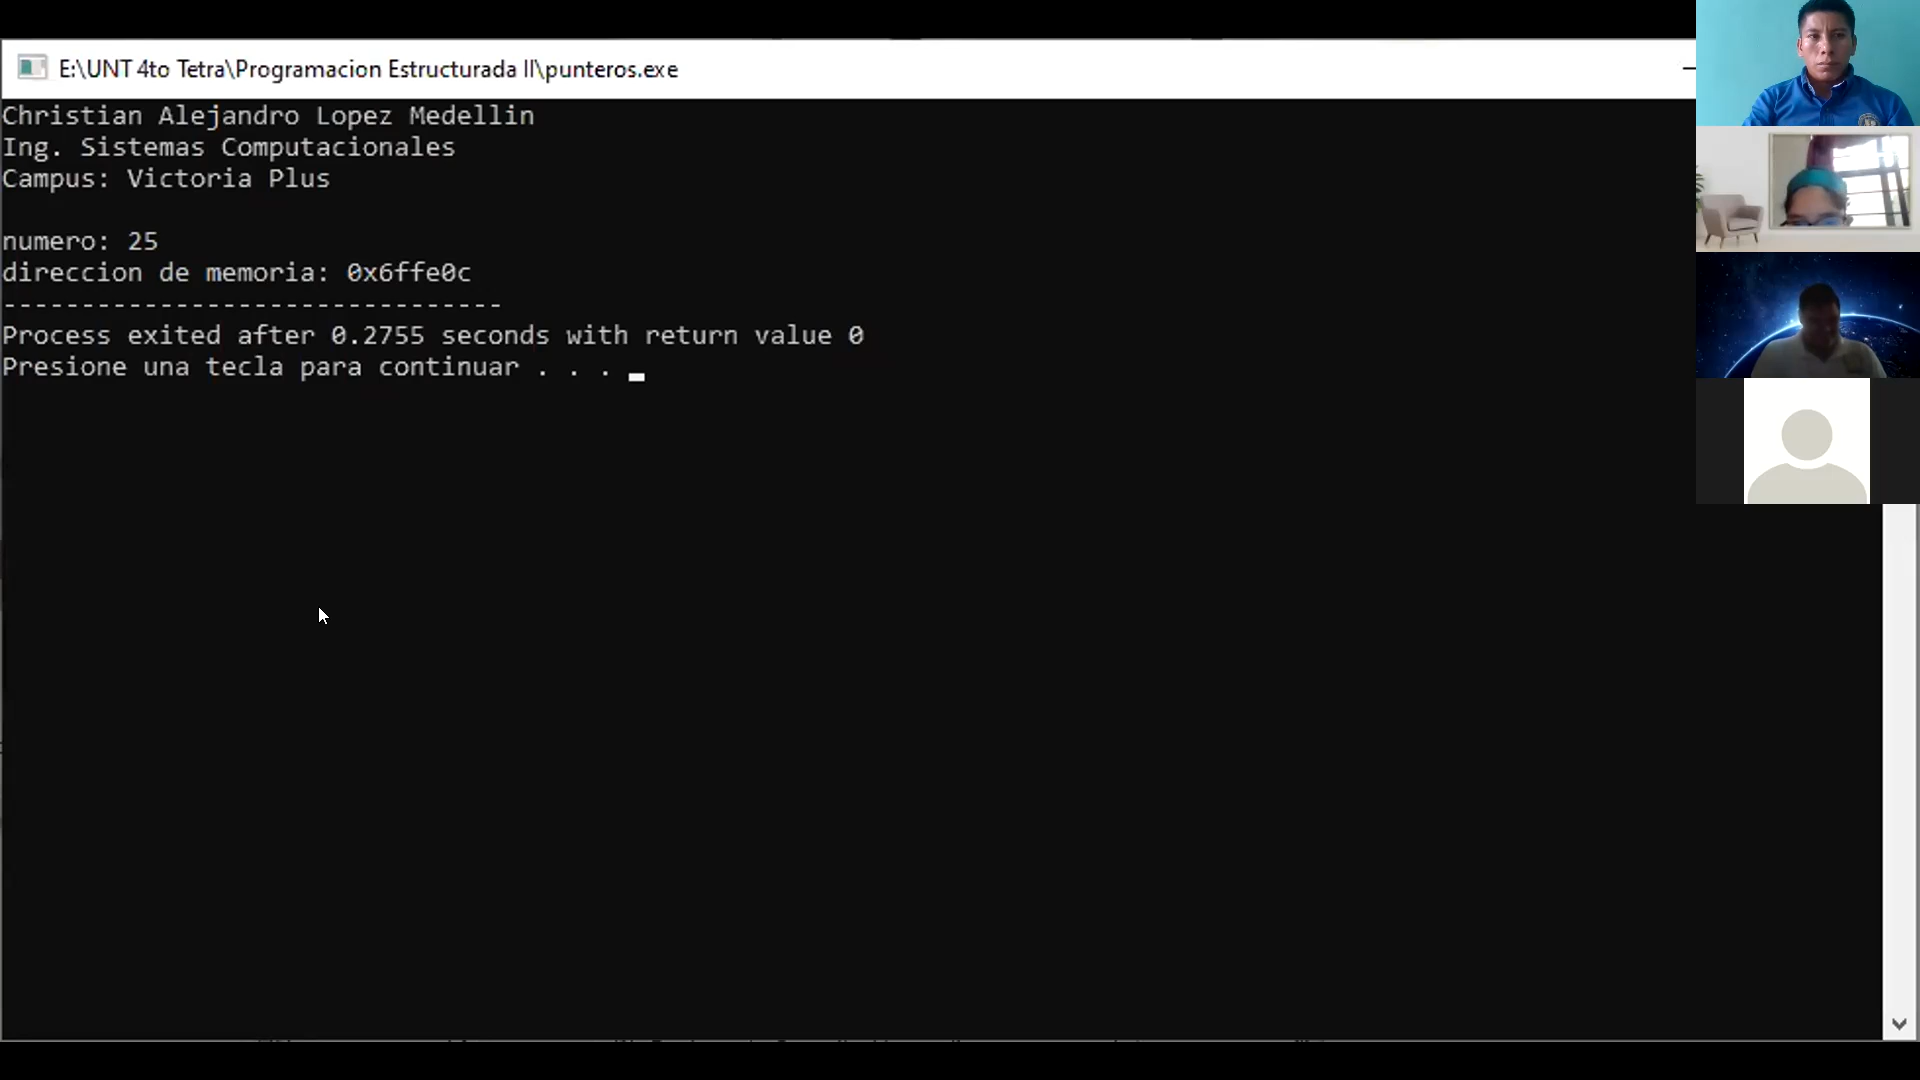 E:\UNT 4to Tetra\Programacion Estructurada II\punteros.exe
Christian Alejandro Lopez Medellin
Ing. Sistemas Computacionales
Campus: Victoria Plus
numero: 25
direccion de memoria: 0x6ffe0c
--------------------------------
Process exited after 0.2755 seconds with return value 0
Presione una tecla para continuar . . .